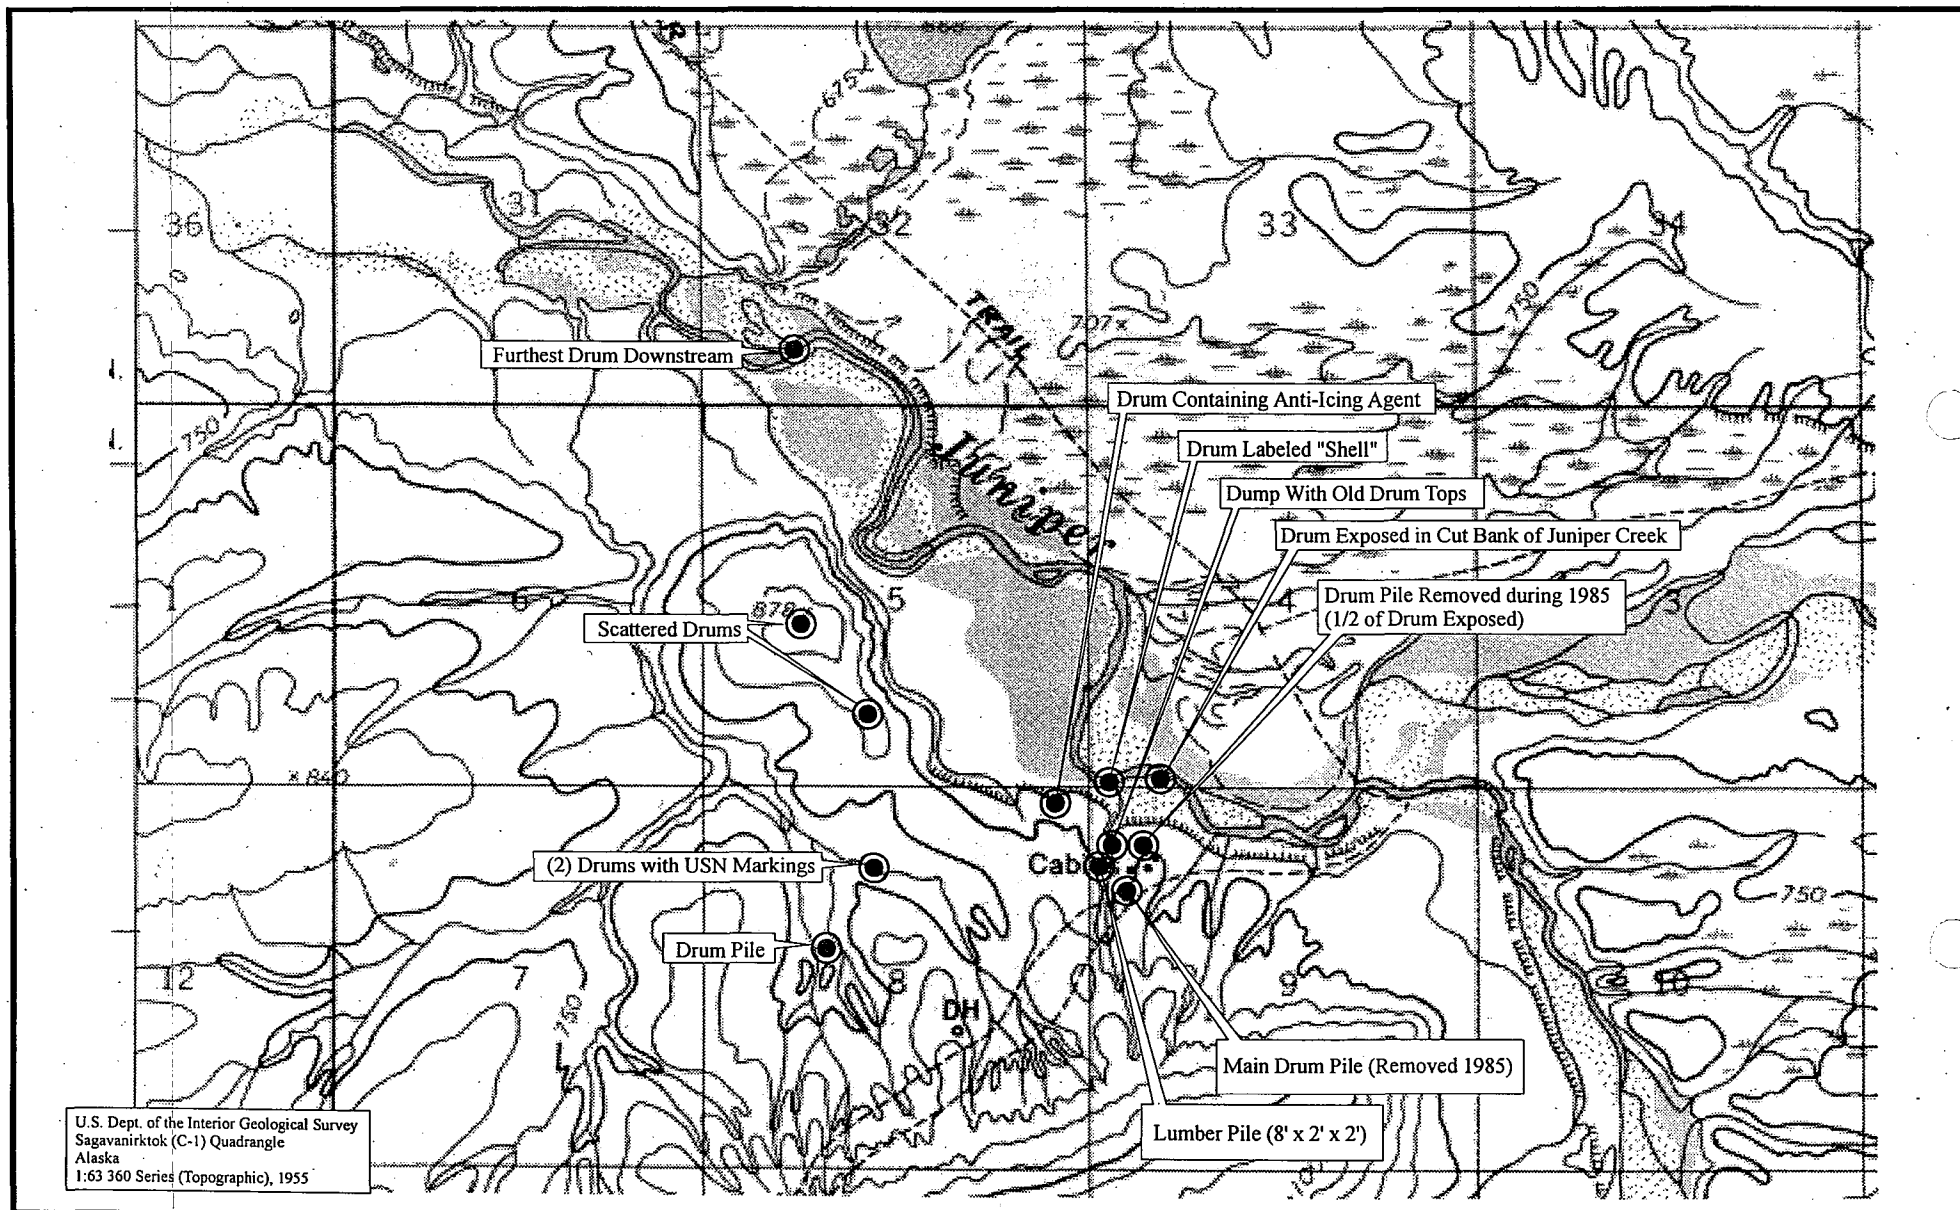 675
36
31
32
33
34
TRAIL
707x
750
Furthest Drum Downstream
Drum Containing Anti-Icing Agent
750
Drum Labeled "Shell"
Juniper
Dump With Old Drum Tops
Drum Exposed in Cut Bank of Juniper Creek
Drum Pile Removed during 1985
(1/2 of Drum Exposed)
1
6
878
5
4
3
Scattered Drums
x 840
(2) Drums with USN Markings
Cab
750
Drum Pile
12
7
8
9
10
750
DH
Main Drum Pile (Removed 1985)
Lumber Pile (8' x 2' x 2')
U.S. Dept. of the Interior Geological Survey
Sagavanirktok (C-1) Quadrangle
Alaska
1:63 360 Series (Topographic), 1955